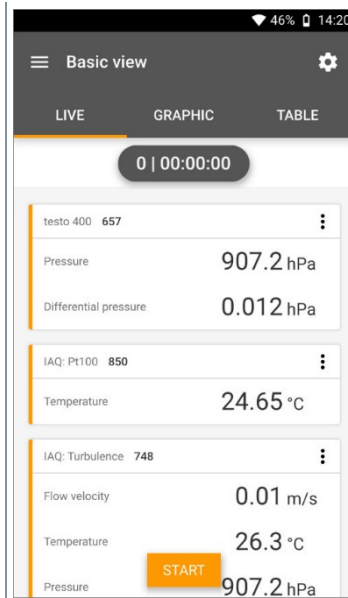 46% 14:20
Basic view
LIVE GRAPHIC TABLE
0 | 00:00:00
testo 400 657
Pressure 907.2 hPa
Differential pressure 0.012 hPa
IAQ: Pt100 850
Temperature 24.65 °C
IAQ: Turbulence 748
Flow velocity 0.01 m/s
Temperature 26.3 °C
START
Pressure 907.2 hPa